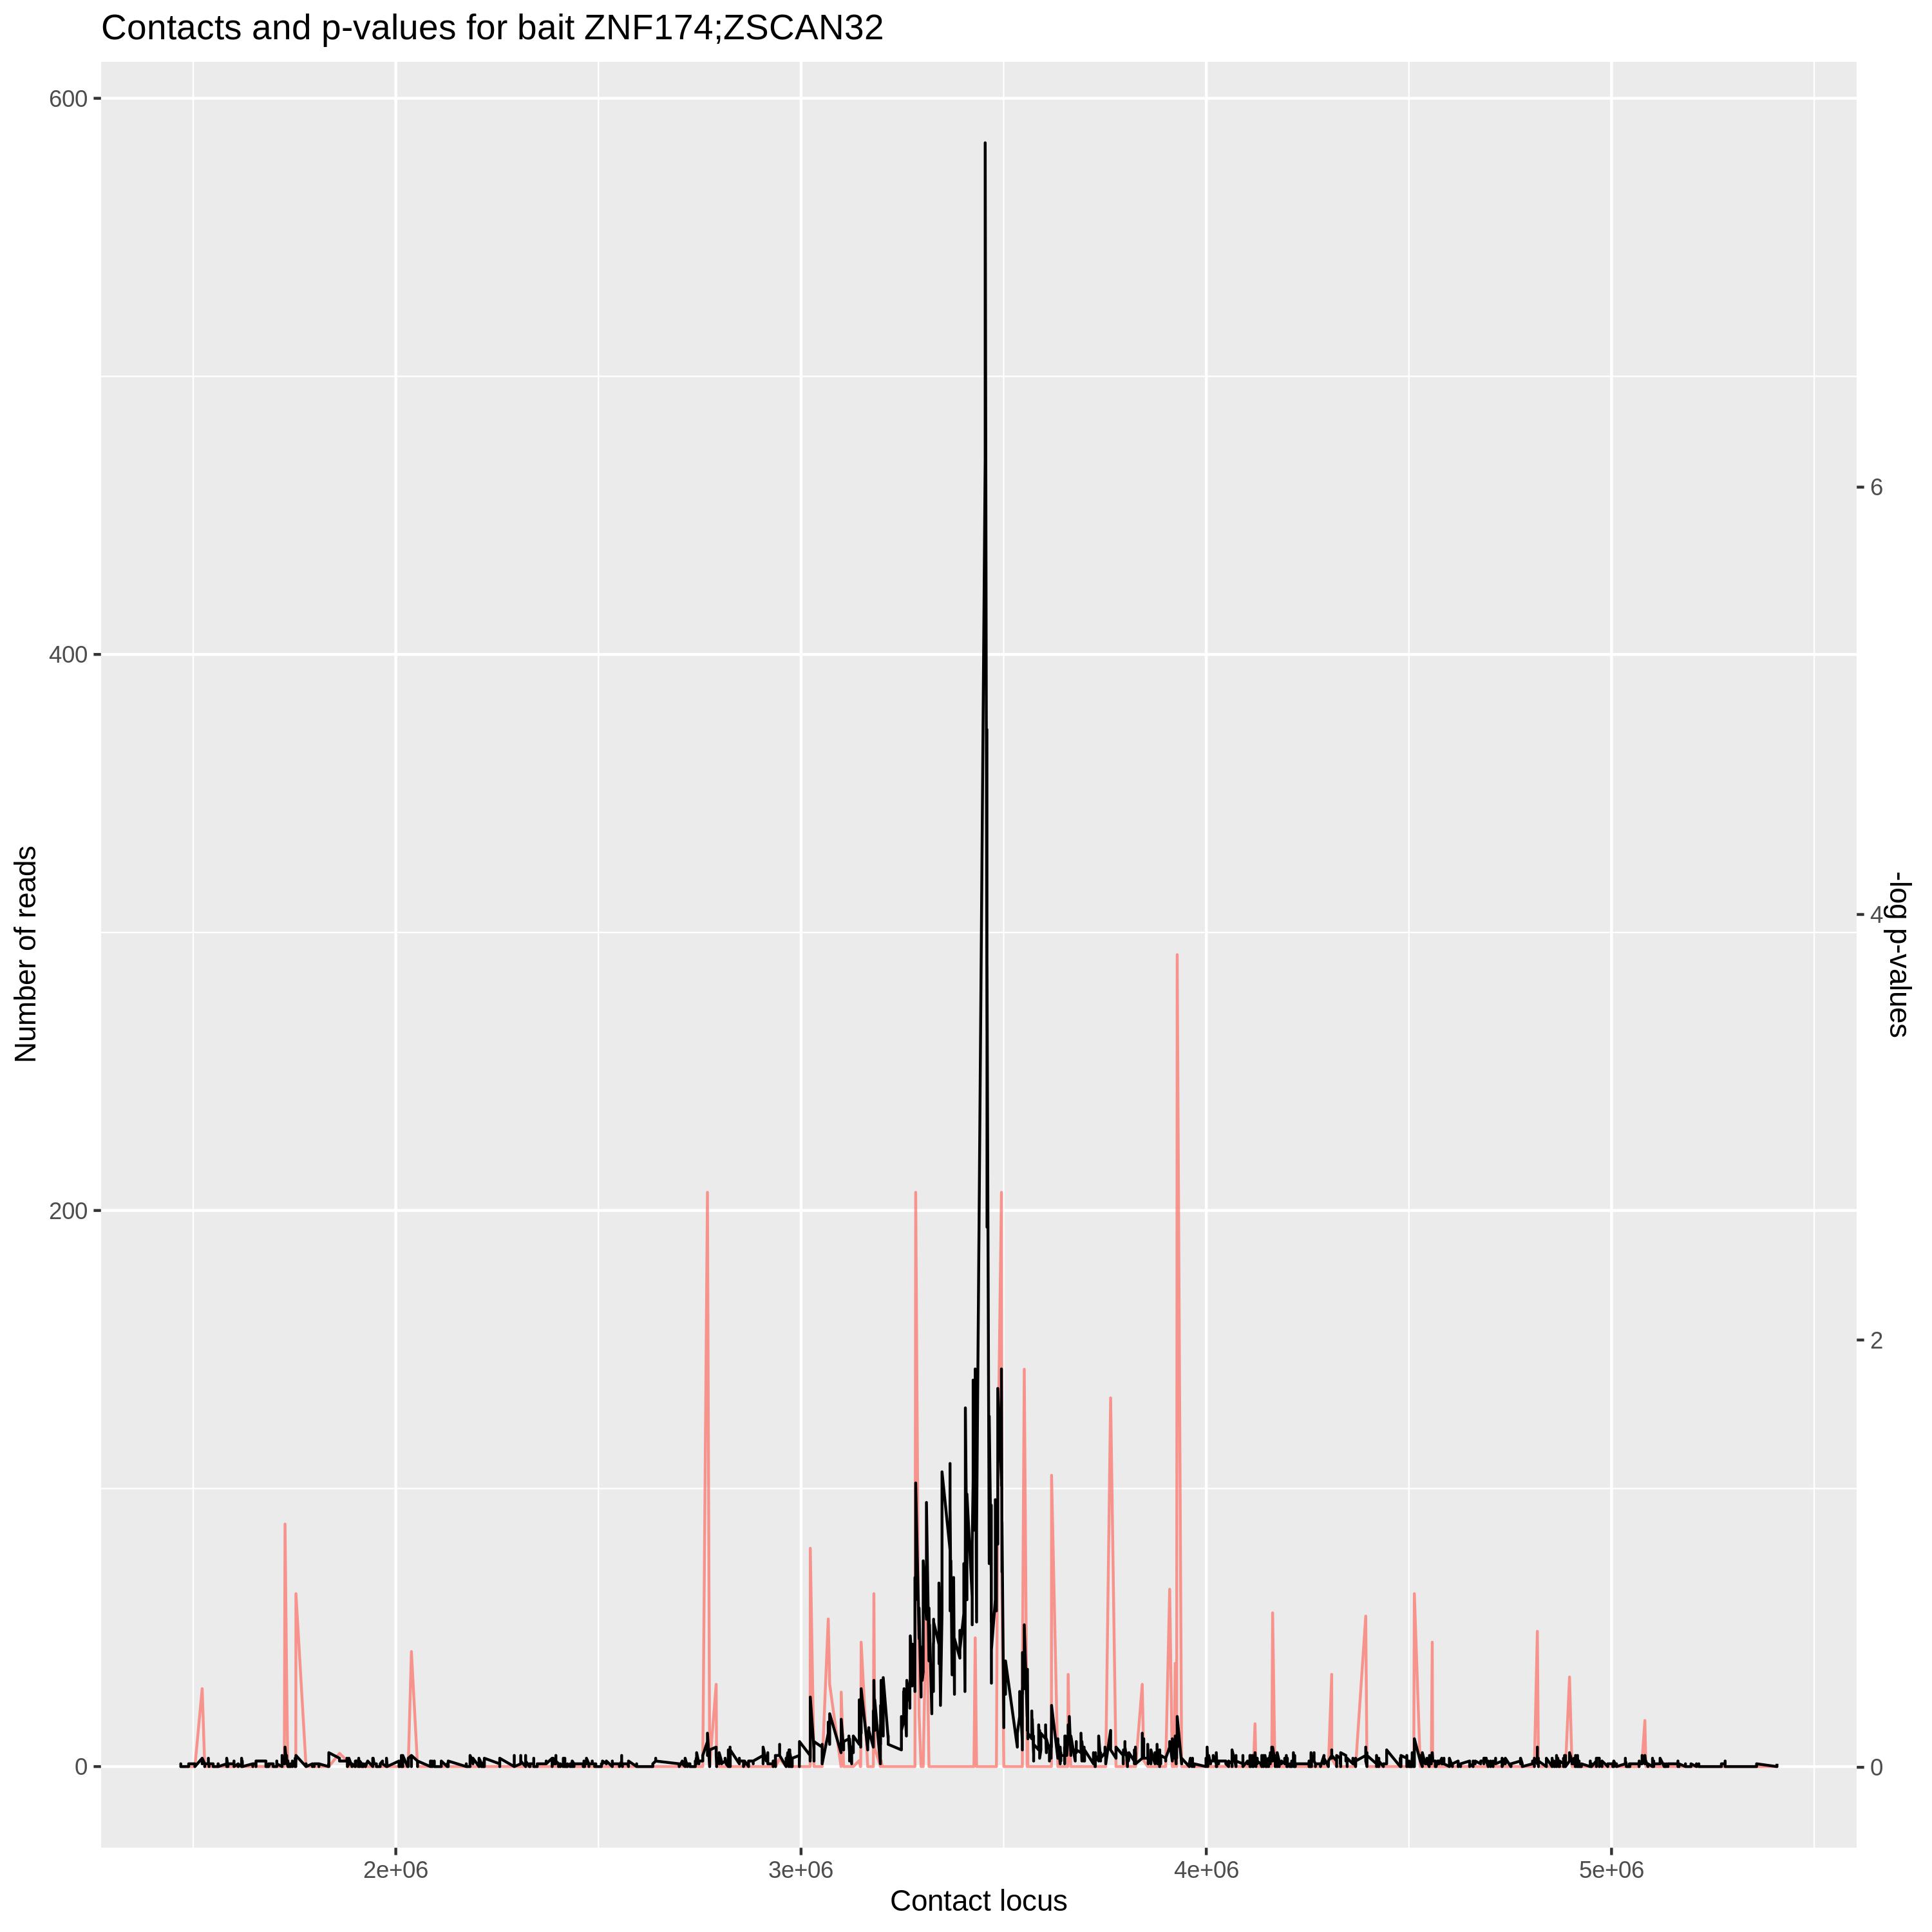 Contacts and p-values for bait ZNF174;ZSCAN32
600
400
200
0
Number of reads
6
4
2
0
-log p-values
2e+06
3e+06
4e+06
5e+06
Contact locus